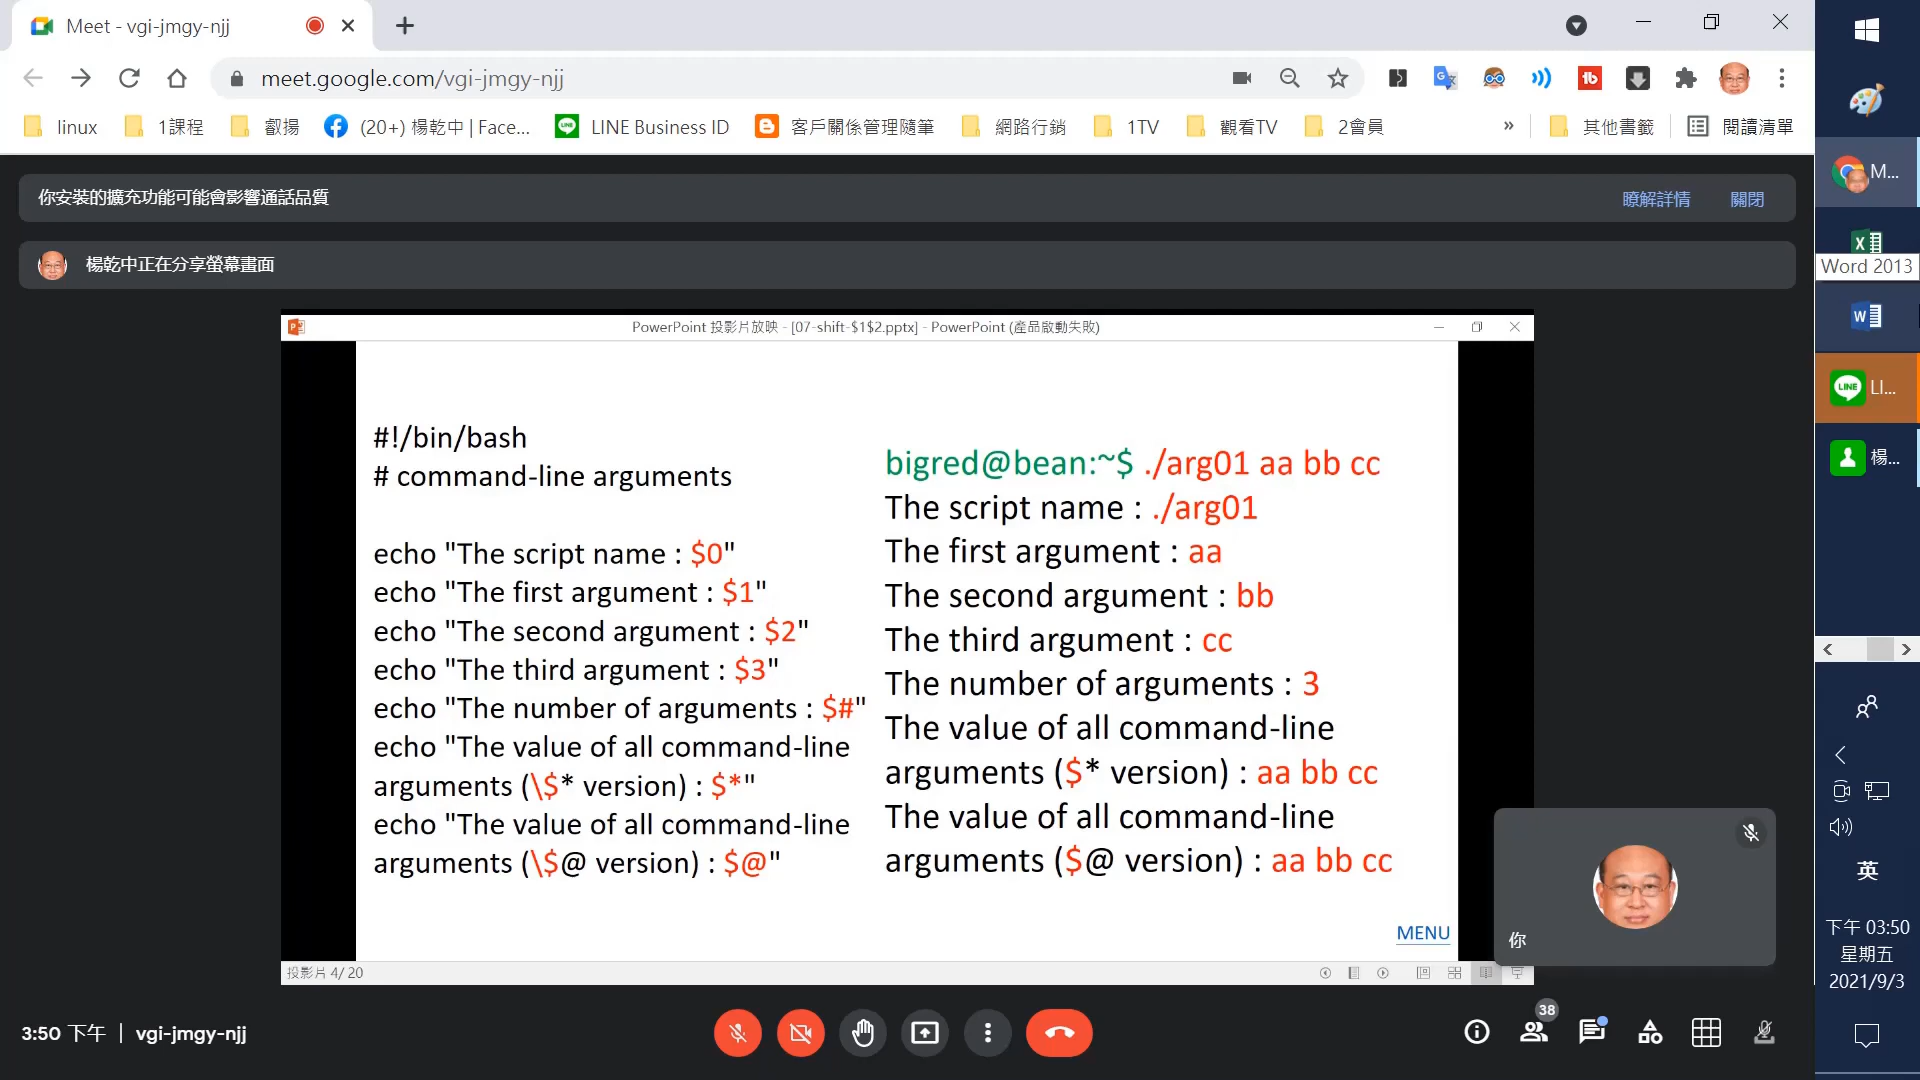 Meet - vgi-jmgy-njj
meet.google.com/vgi-jmgy-njj
linux
1課程
叡揚
(20+) 楊乾中 | Face...
LINE Business ID
客戶關係管理隨筆
網路行銷
1TV
觀看TV
2會員
»
其他書籤
閱讀清單
你安裝的擴充功能可能會影響通話品質
瞭解詳情
關閉
楊乾中正在分享螢幕畫面
PowerPoint 投影片放映 - [07-shift-$1$2.pptx] - PowerPoint (產品啟動失敗)
#!/bin/bash
# command-line arguments
echo "The script name : $0"
echo "The first argument : $1"
echo "The second argument : $2"
echo "The third argument : $3"
echo "The number of arguments : $#"
echo "The value of all command-line
arguments (\$* version) : $*"
echo "The value of all command-line
arguments (\$@ version) : $@"
bigred@bean:~$ ./arg01 aa bb cc
The script name : ./arg01
The first argument : aa
The second argument : bb
The third argument : cc
The number of arguments : 3
The value of all command-line
arguments ($* version) : aa bb cc
The value of all command-line
arguments ($@ version) : aa bb cc
MENU
投影片 4/ 20
你
3:50 下午 | vgi-jmgy-njj
38
M...
Word 2013
LI...
楊...
英
下午 03:50
星期五
2021/9/3